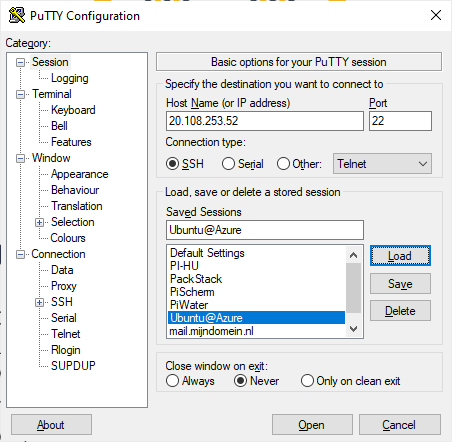 PuTTY Configuration
Category:
Session
Logging
Terminal
Keyboard
Bell
Features
Window
Appearance
Behaviour
Translation
Selection
Colours
Connection
Data
Proxy
SSH
Serial
Telnet
Rlogin
SUPDUP
Basic options for your PuTTY session
Specify the destination you want to connect to
Host Name (or IP address) Port
20.108.253.52 22
Connection type:
SSH Serial Other: Telnet
Load, save or delete a stored session
Saved Sessions
Ubuntu@Azure
Default Settings
PI-HU
PackStack
PiScherm
PiWater
Ubuntu@Azure
mail.mijndomein.nl
Load
Save
Delete
Close window on exit:
Always Never Only on clean exit
About Open Cancel